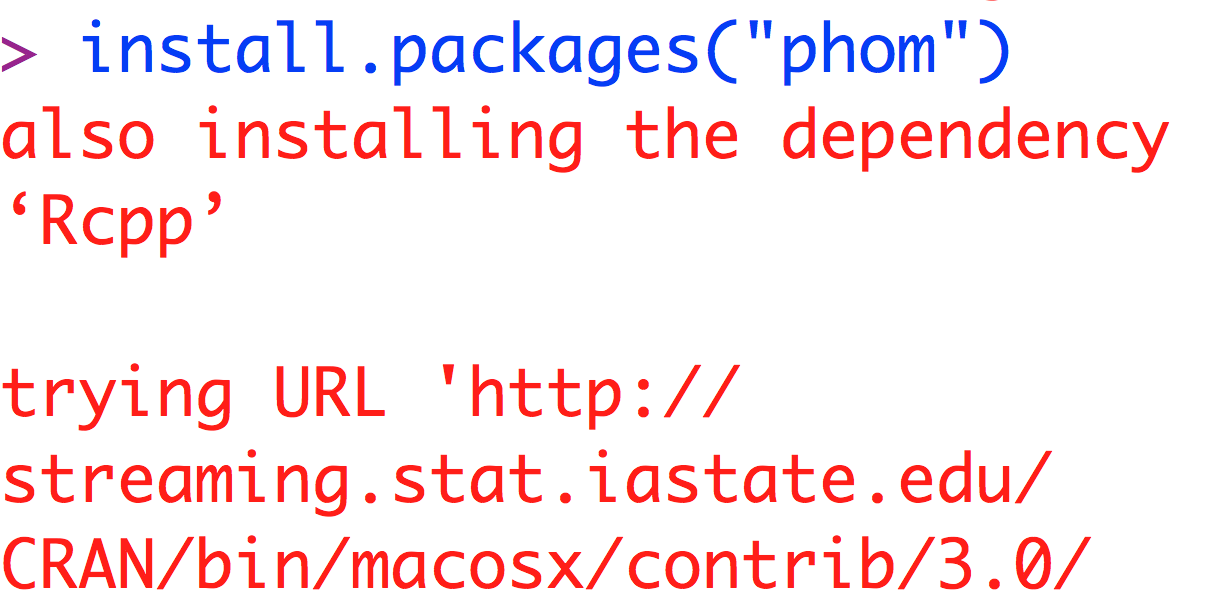 > install.packages("phom")
also installing the dependency
‘Rcpp’
trying URL 'http://
streaming.stat.iastate.edu/
CRAN/bin/macosx/contrib/3.0/